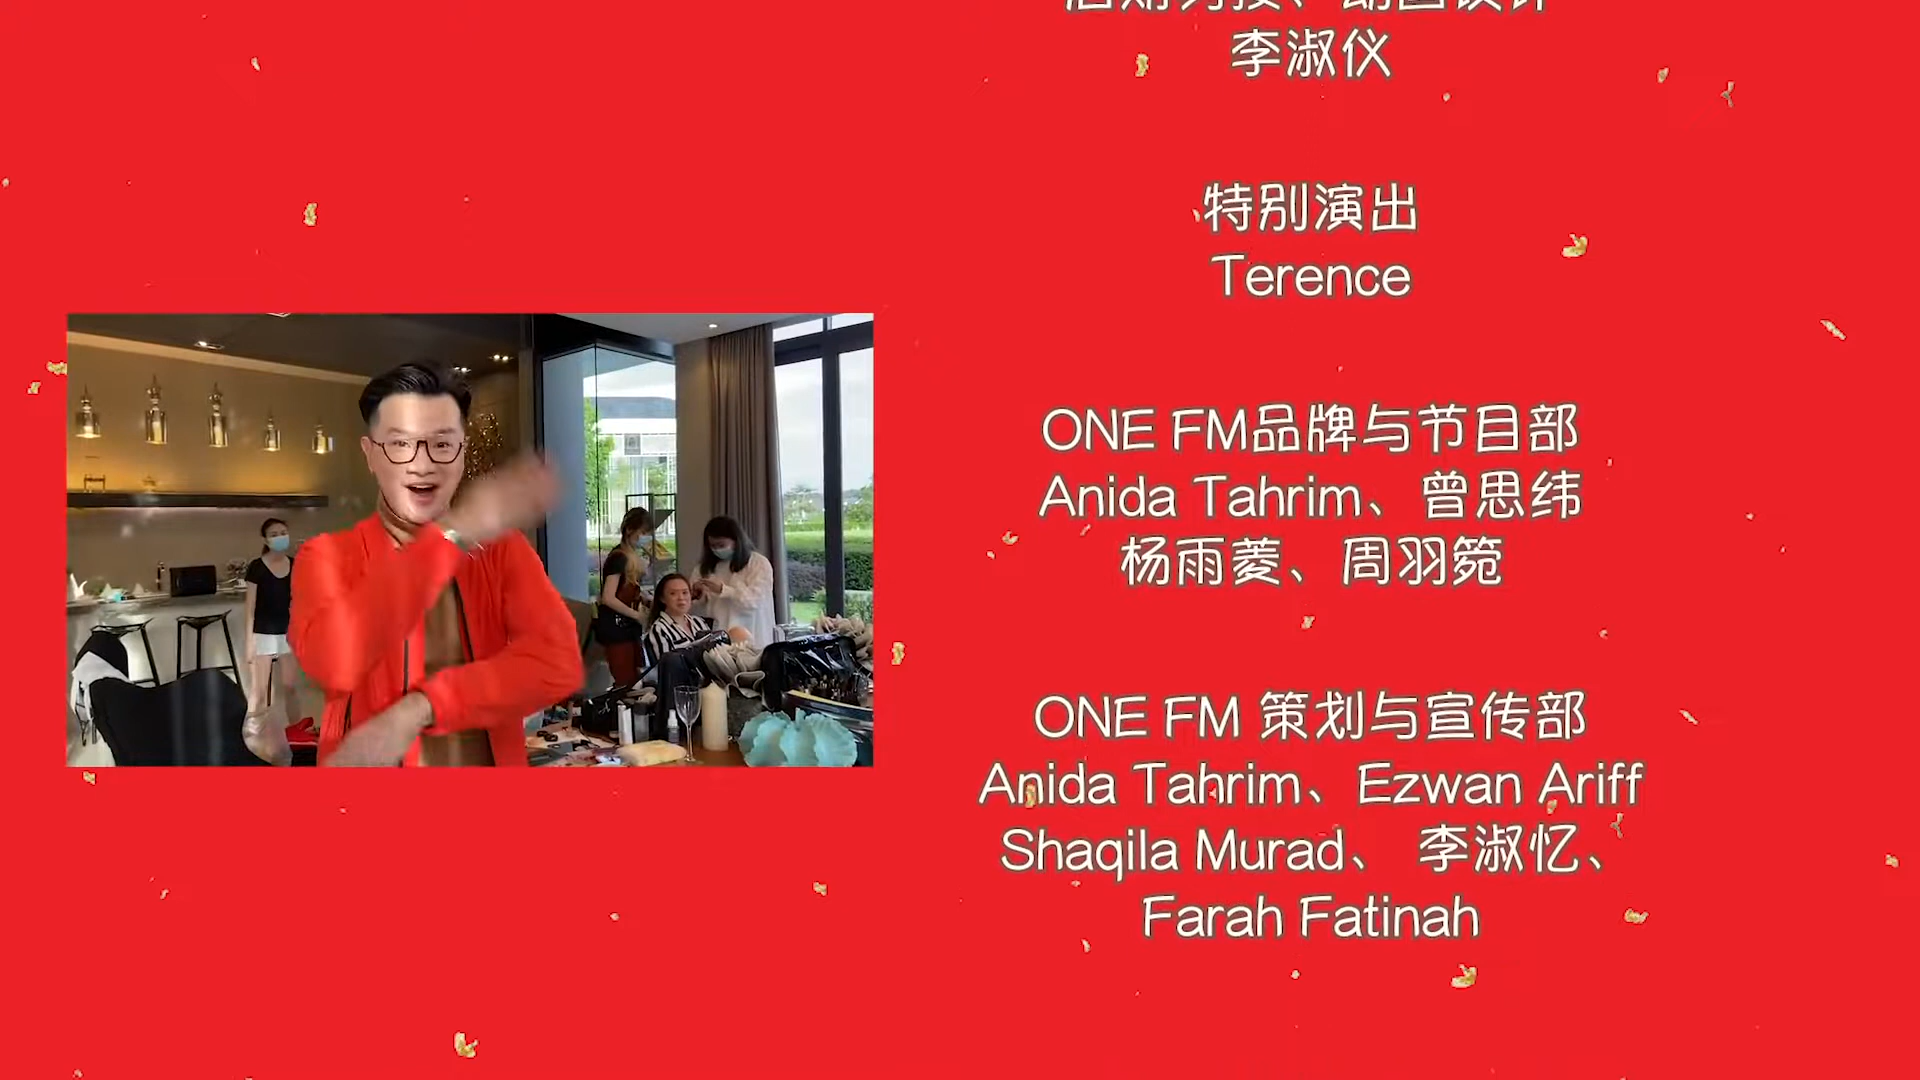 李淑仪
特别演出
Terence
ONE FM品牌与节目部
Anida Tahrim、曾思纬
杨雨菱、周羽箢
ONE FM 策划与宣传部
Anida Tahrim、Ezwan Ariff
Shaqila Murad、 李淑忆、
Farah Fatinah